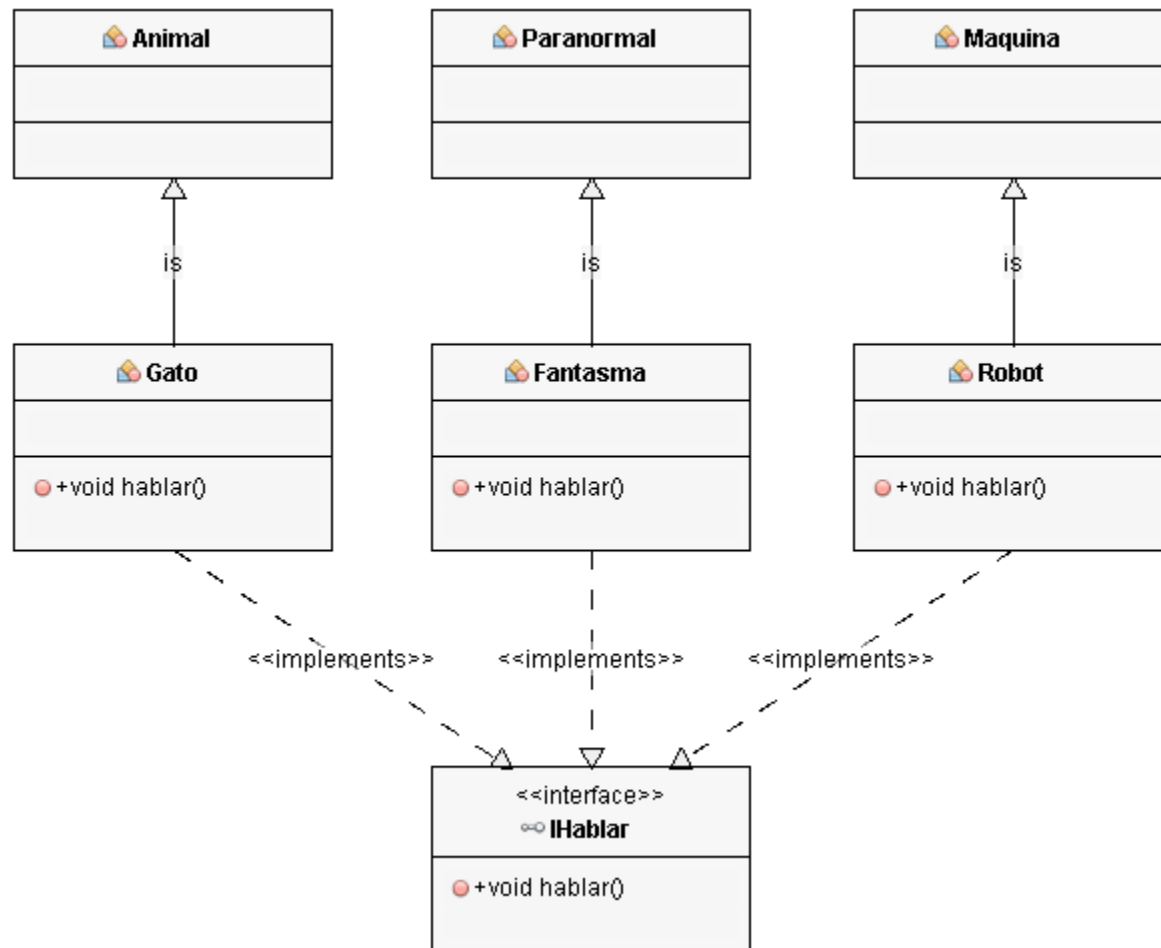 Animal
Paranormal
Maquina
is
is
is
Gato
Fantasma
Robot
+void hablar()
+void hablar()
+void hablar()
<<implements>>
<<implements>>
<<implements>>
<<interface>>
IHablar
+void hablar()